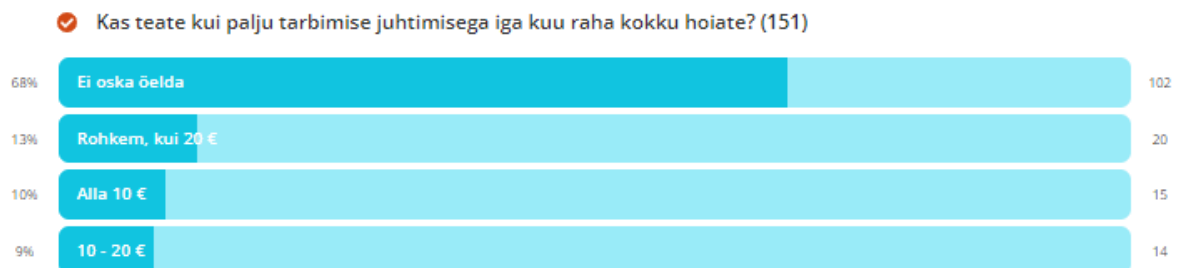 Kas teate kui palju tarbimise juhtimisega iga kuu raha kokku hoiate? (151)
68% Ei oska öelda 102
13% Rohkem, kui 20 € 20
10% Alla 10 € 15
9% 10 - 20 € 14